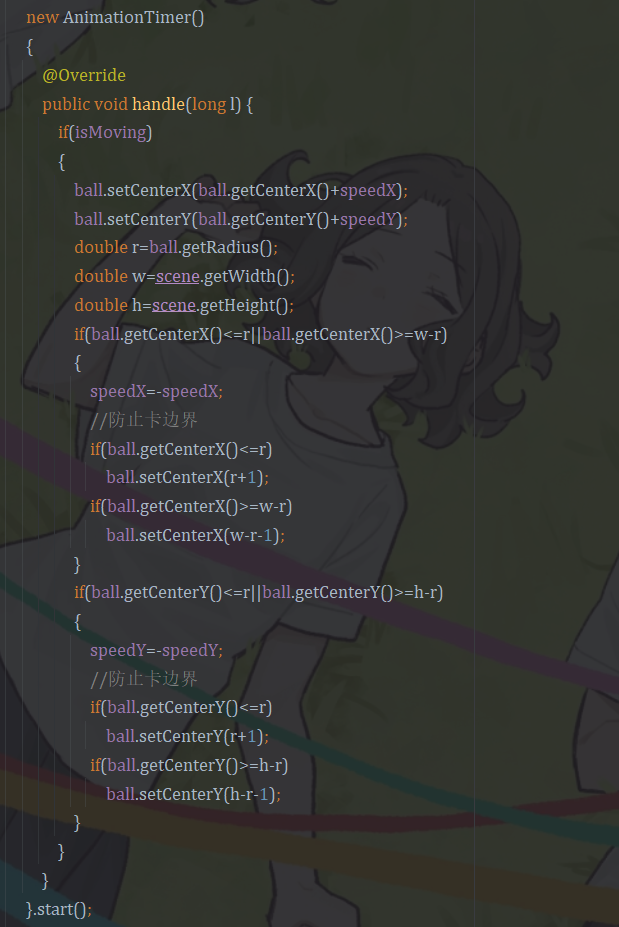 new AnimationTimer()
{
@Override
public void handle(long l) {
if(isMoving)
{
ball.setCenterX(ball.getCenterX()+speedX);
ball.setCenterY(ball.getCenterY()+speedY);
double r=ball.getRadius();
double w=scene.getWidth();
double h=scene.getHeight();
if(ball.getCenterX()<=r||ball.getCenterX()>=w-r)
{
speedX=-speedX;
//防止卡边界
if(ball.getCenterX()<=r)
ball.setCenterX(r+1);
if(ball.getCenterX()>=w-r)
ball.setCenterX(w-r-1);
}
if(ball.getCenterY()<=r||ball.getCenterY()>=h-r)
{
speedY=-speedY;
//防止卡边界
if(ball.getCenterY()<=r)
ball.setCenterY(r+1);
if(ball.getCenterY()>=h-r)
ball.setCenterY(h-r-1);
}
}
}
}.start();